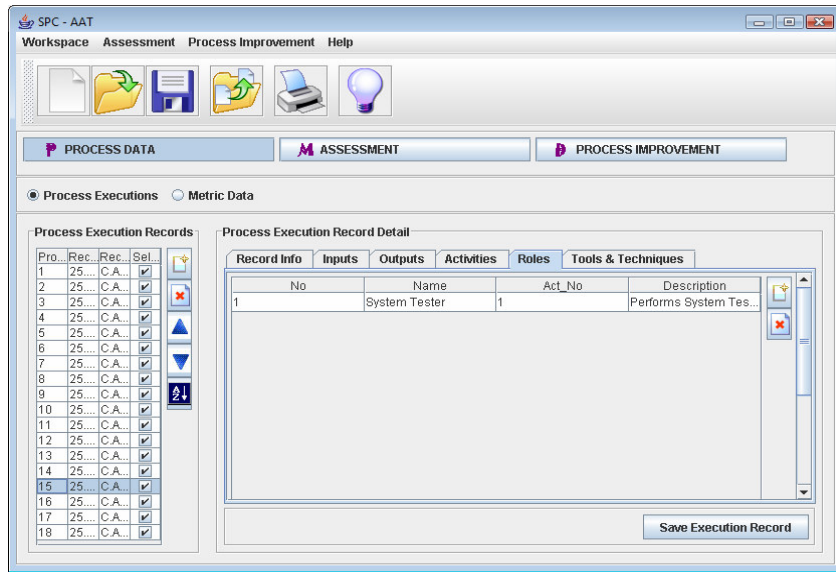 SPC - AAT
Workspace Assessment Process Improvement Help
P PROCESS DATA M ASSESSMENT D PROCESS IMPROVEMENT
Process Executions Metric Data
Process Execution Records Process Execution Record Detail
Record Info Inputs Outputs Activities Roles Tools & Techniques
Pro... Rec... Rec... Sel...
No Name Act_No Description
1 System Tester 1 Performs System Tes...
1 25.... C.A...
2 25.... C.A...
3 25.... C.A...
4 25.... C.A...
5 25.... C.A...
6 25.... C.A...
7 25.... C.A...
8 25.... C.A...
9 25.... C.A...
10 25.... C.A...
11 25.... C.A...
12 25.... C.A...
13 25.... C.A...
14 25.... C.A...
15 25.... C.A...
16 25.... C.A...
17 25.... C.A...
18 25.... C.A...
Save Execution Record